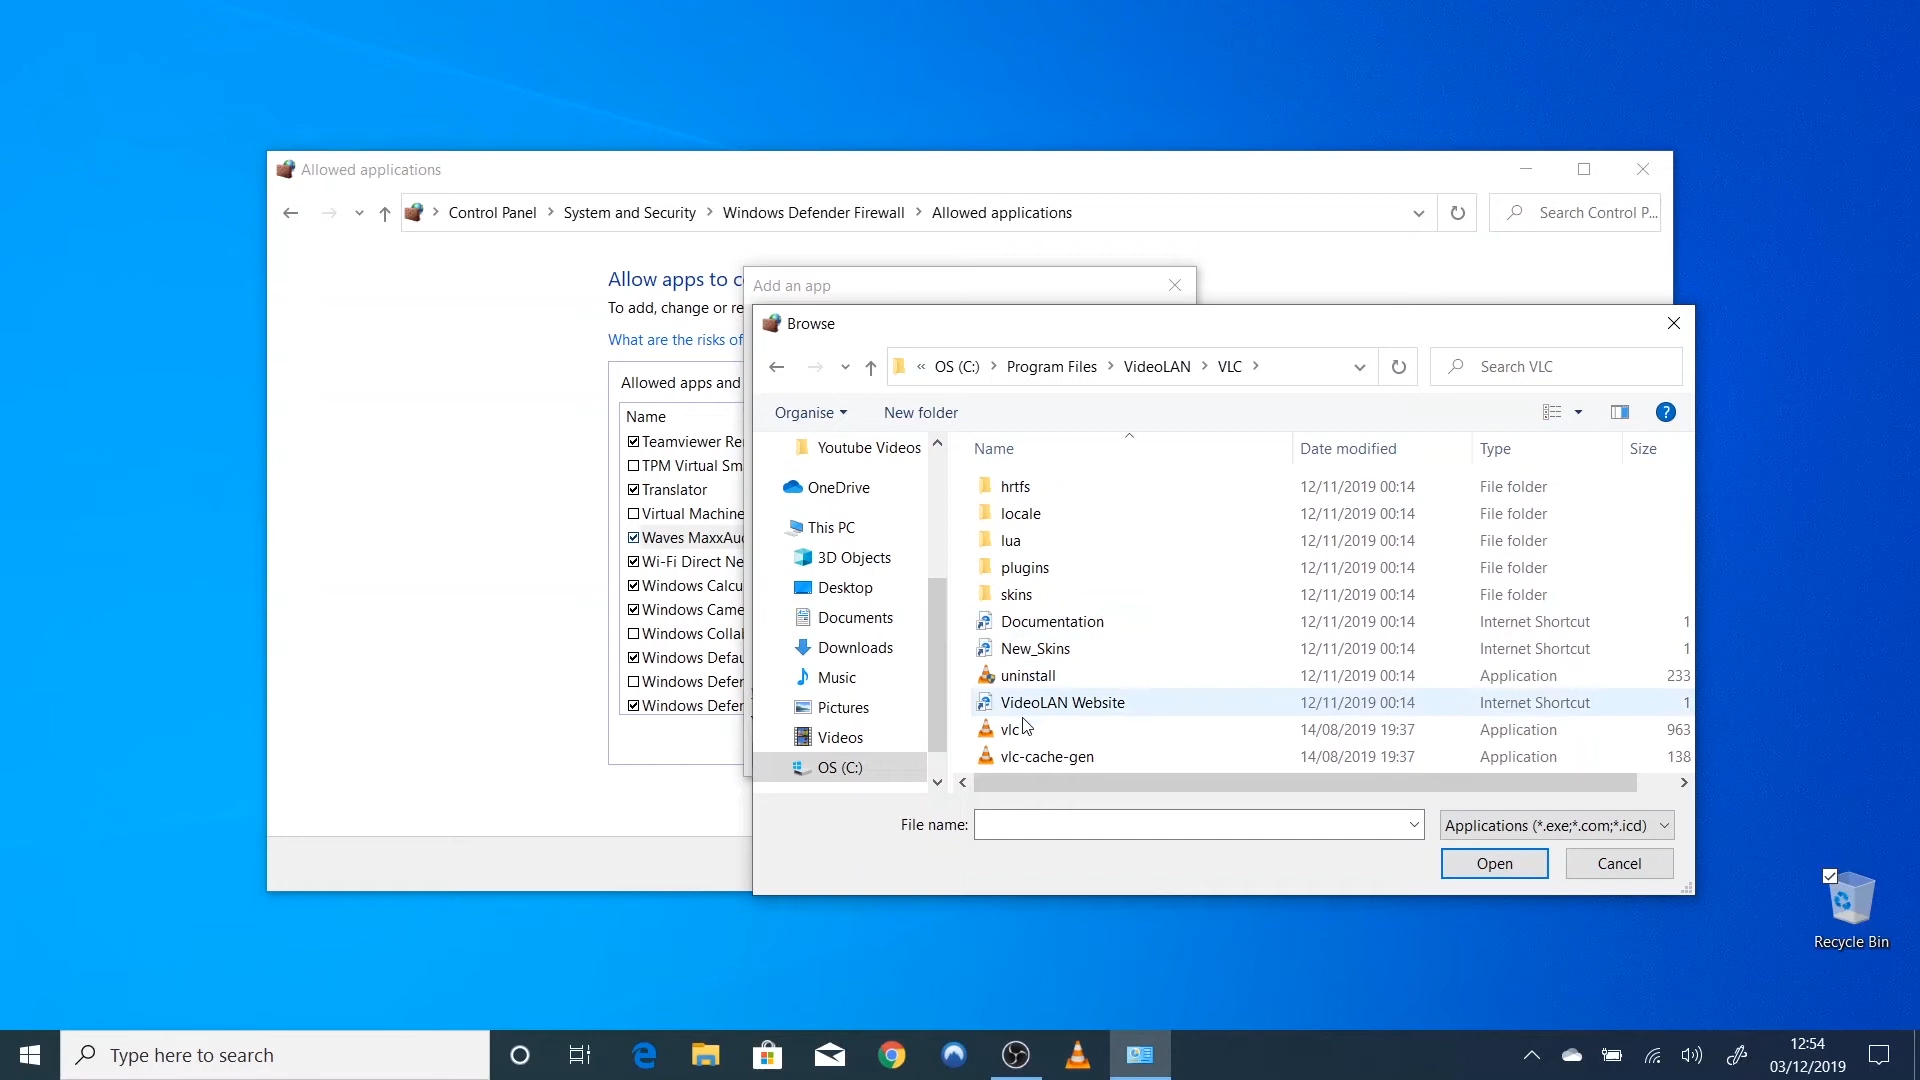 Allowed applications
Control Panel
System and Security
Windows Defender Firewall
Allowed applications
Search Control P...
Allow apps to c
To add, change or re
What are the risks of
Allowed apps and
Name
Teamviewer Re
TPM Virtual Sm
Translator
Virtual Machine
Waves MaxxAu
Wi-Fi Direct Ne
Windows Calcu
Windows Came
Windows Colla
Windows Defau
Windows Defer
Windows Defer
Add an app
Browse
« OS (C:)
Program Files
VideoLAN
VLC
Search VLC
Organise
New folder
Youtube Videos
OneDrive
This PC
3D Objects
Desktop
Documents
Downloads
Music
Pictures
Videos
OS (C:)
Name Date modified Type Size
hrtfs 12/11/2019 00:14 File folder
locale 12/11/2019 00:14 File folder
lua 12/11/2019 00:14 File folder
plugins 12/11/2019 00:14 File folder
skins 12/11/2019 00:14 File folder
Documentation 12/11/2019 00:14 Internet Shortcut 1
New_Skins 12/11/2019 00:14 Internet Shortcut 1
uninstall 12/11/2019 00:14 Application 233
VideoLAN Website 12/11/2019 00:14 Internet Shortcut 1
vlc 14/08/2019 19:37 Application 963
vlc-cache-gen 14/08/2019 19:37 Application 138
File name:
Applications (*.exe;*.com;*.icd)
Open
Cancel
Recycle Bin
Type here to search
12:54
03/12/2019